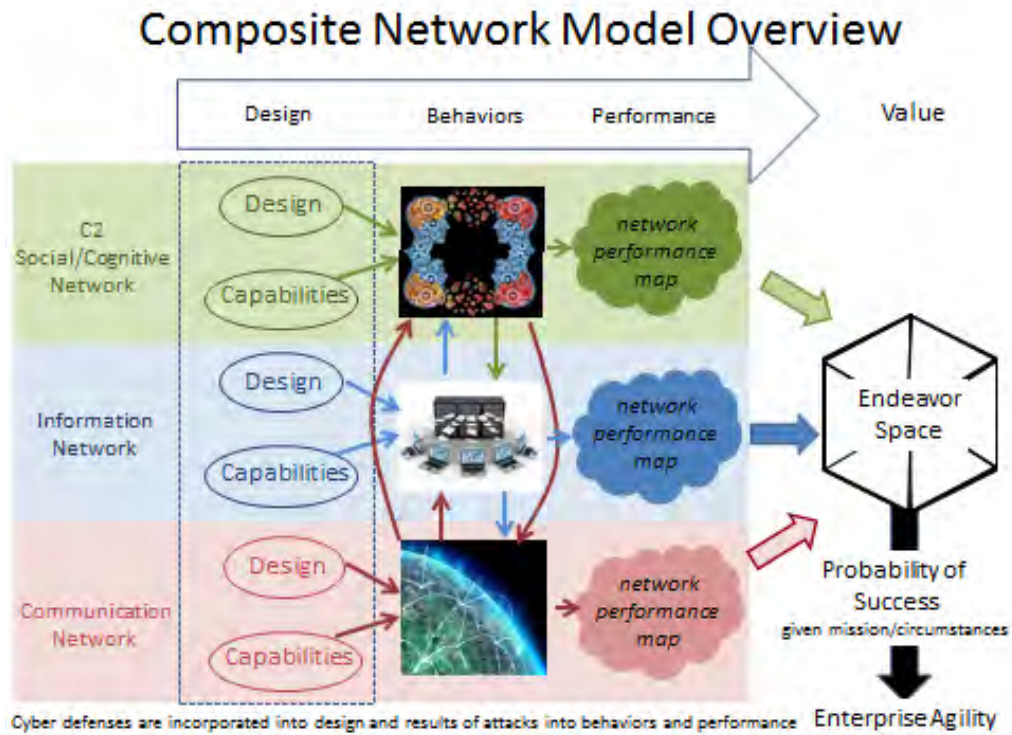 Composite Network Model Overview
Design
Behaviors
Performance
Value
C2
Social/Cognitive
Network
Design
Capabilities
network
performance
map
Information
Network
Design
Capabilities
network
performance
map
Communication
Network
Design
Capabilities
network
performance
map
Endeavor
Space
Probability of
Success
given mission/circumstances
Enterprise Agility
Cyber defenses are incorporated into design and results of attacks into behaviors and performance